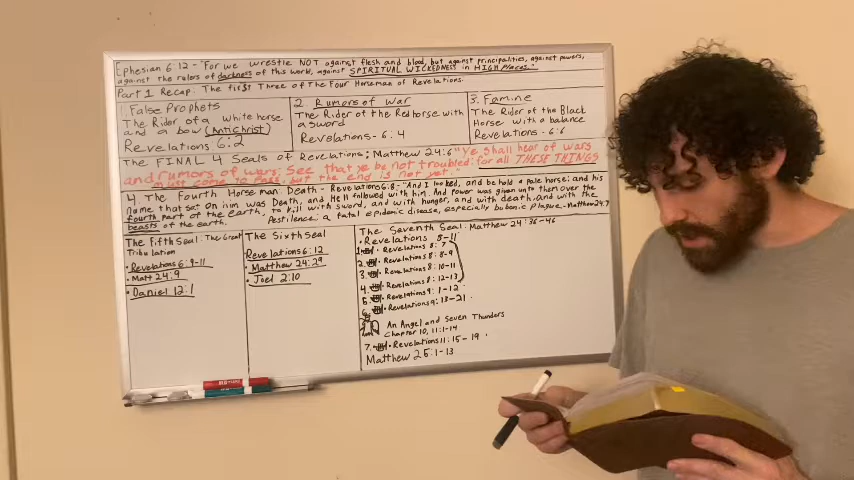 Ephesian 6:12 - "For we wrestle NOT against flesh and blood, but against principalities, against powers,
against the rulers of darkness of this world, against SPIRITUAL WICKEDNESS in HIGH Places."
Part 1 Recap: The first Three of The Four Horseman of Revelations.
1. False Prophets
The Rider of a white horse
and a bow (Antichrist)
Revelations 6:2
2 Rumors of War
The Rider of the Red horse with
a sword
Revelations - 6:4
3. Famine
The Rider of the Black
Horse with a balance
Revelations - 6:6
The FINAL 4 Seals of Revelations; Matthew 24:6 "Ye shall hear of wars
and rumors of wars: See that ye be not troubled: for all THESE THINGS
must come to pass, but the end is not yet."
4 The Fourth Horseman: Death - Revelations 6:8 - "And I looked, and behold a pale horse: and his
name that set on him was Death, and Hell followed with him. And power was given unto them over the
fourth part of the earth, to kill with sword, and with hunger, and with death, and with the
beasts of the earth. Pestilence: a fatal epidemic disease, especially bubonic plague. - Matthew 24:7
The Fifth Seal: The Great
Tribulation
• Revelations 6:9-11
• Matt 24:9
• Daniel 12:1
The Sixth Seal
Revelations 6:12
• Matthew 24:29
• Joel 2:10
The Seventh Seal: Matthew 24:36-46
• Revelations 8-11
1. • Revelations 8:7
2. • Revelations 8:8-9
3. • Revelations 8:10-11
4. • Revelations 8:12-13
5. • Revelations 9:1-12
6. • Revelations 9:13-21
An Angel and Seven Thunders
Chapter 10, 11:1-14
7. • Revelations 11:15-19
Matthew 25:1-13